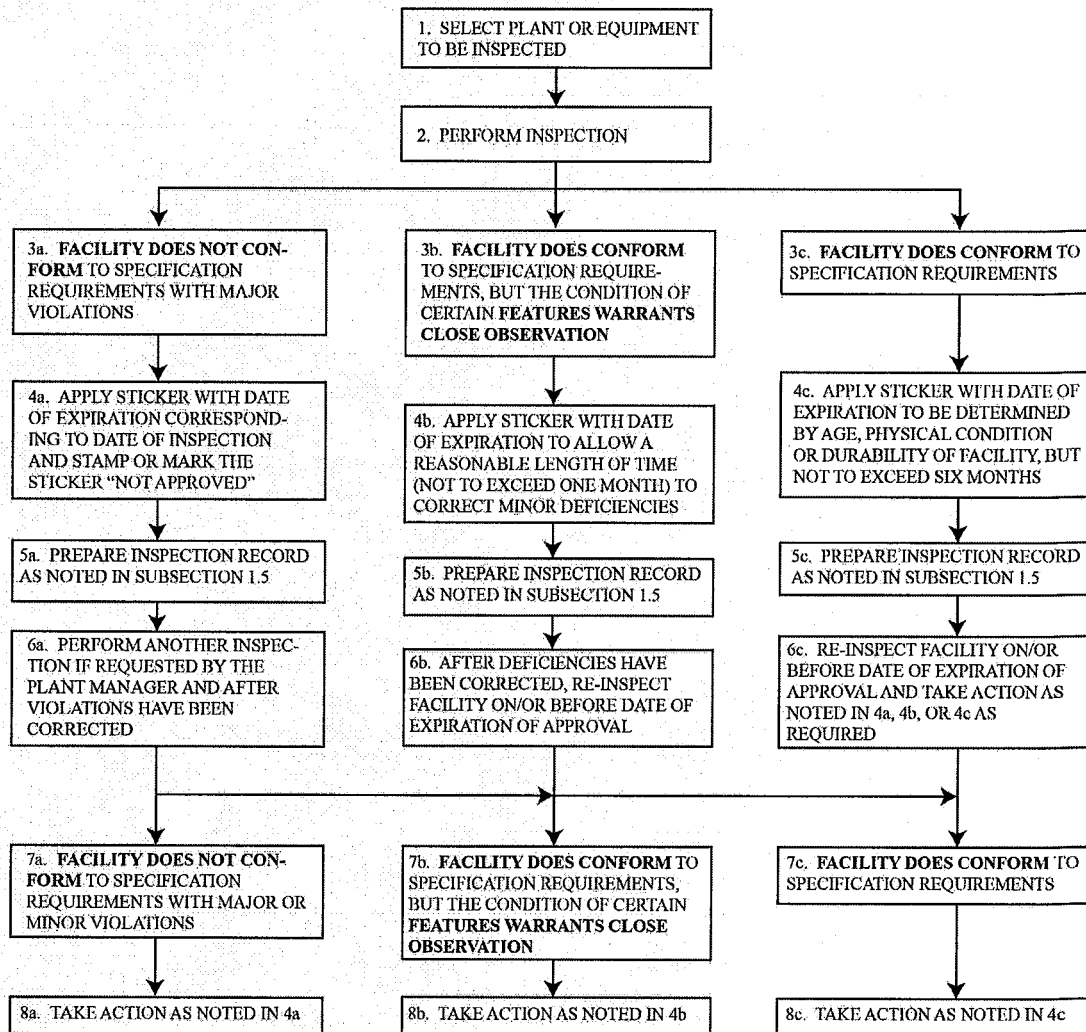 1. SELECT PLANT OR EQUIPMENT
TO BE INSPECTED
2. PERFORM INSPECTION
3a. FACILITY DOES NOT CON-
FORM TO SPECIFICATION
REQUIREMENTS WITH MAJOR
VIOLATIONS
3b. FACILITY DOES CONFORM
TO SPECIFICATION REQUIRE-
MENTS, BUT THE CONDITION OF
CERTAIN FEATURES WARRANTS
CLOSE OBSERVATION
3c. FACILITY DOES CONFORM TO
SPECIFICATION REQUIREMENTS
4a. APPLY STICKER WITH DATE
OF EXPIRATION CORRESPOND-
ING TO DATE OF INSPECTION
AND STAMP OR MARK THE
STICKER "NOT APPROVED"
4b. APPLY STICKER WITH DATE
OF EXPIRATION TO ALLOW A
REASONABLE LENGTH OF TIME
(NOT TO EXCEED ONE MONTH) TO
CORRECT MINOR DEFICIENCIES
4c. APPLY STICKER WITH DATE OF
EXPIRATION TO BE DETERMINED
BY AGE, PHYSICAL CONDITION
OR DURABILITY OF FACILITY, BUT
NOT TO EXCEED SIX MONTHS
5a. PREPARE INSPECTION RECORD
AS NOTED IN SUBSECTION 1.5
5b. PREPARE INSPECTION RECORD
AS NOTED IN SUBSECTION 1.5
5c. PREPARE INSPECTION RECORD
AS NOTED IN SUBSECTION 1.5
6a. PERFORM ANOTHER INSPEC-
TION IF REQUESTED BY THE
PLANT MANAGER AND AFTER
VIOLATIONS HAVE BEEN
CORRECTED
6b. AFTER DEFICIENCIES HAVE
BEEN CORRECTED, RE-INSPECT
FACILITY ON/OR BEFORE DATE OF
EXPIRATION OF APPROVAL
6c. RE-INSPECT FACILITY ON/OR
BEFORE DATE OF EXPIRATION OF
APPROVAL AND TAKE ACTION AS
NOTED IN 4a, 4b, OR 4c AS
REQUIRED
7a. FACILITY DOES NOT CON-
FORM TO SPECIFICATION
REQUIREMENTS WITH MAJOR OR
MINOR VIOLATIONS
7b. FACILITY DOES CONFORM TO
SPECIFICATION REQUIREMENTS,
BUT THE CONDITION OF CERTAIN
FEATURES WARRANTS CLOSE
OBSERVATION
7c. FACILITY DOES CONFORM TO
SPECIFICATION REQUIREMENTS
8a. TAKE ACTION AS NOTED IN 4a
8b. TAKE ACTION AS NOTED IN 4b
8c. TAKE ACTION AS NOTED IN 4c